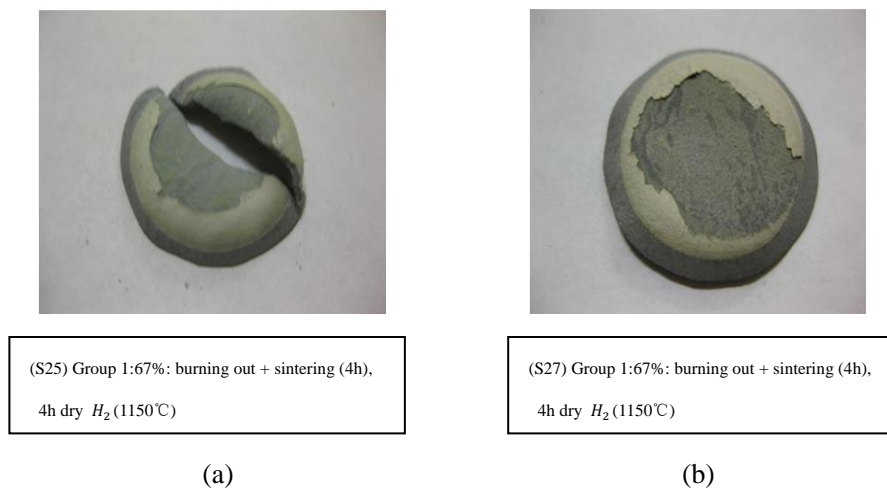 (S25) Group 1:67%: burning out + sintering (4h),
4h dry H₂ (1150℃)
(S27) Group 1:67%: burning out + sintering (4h),
4h dry H₂ (1150℃)
(a)
(b)